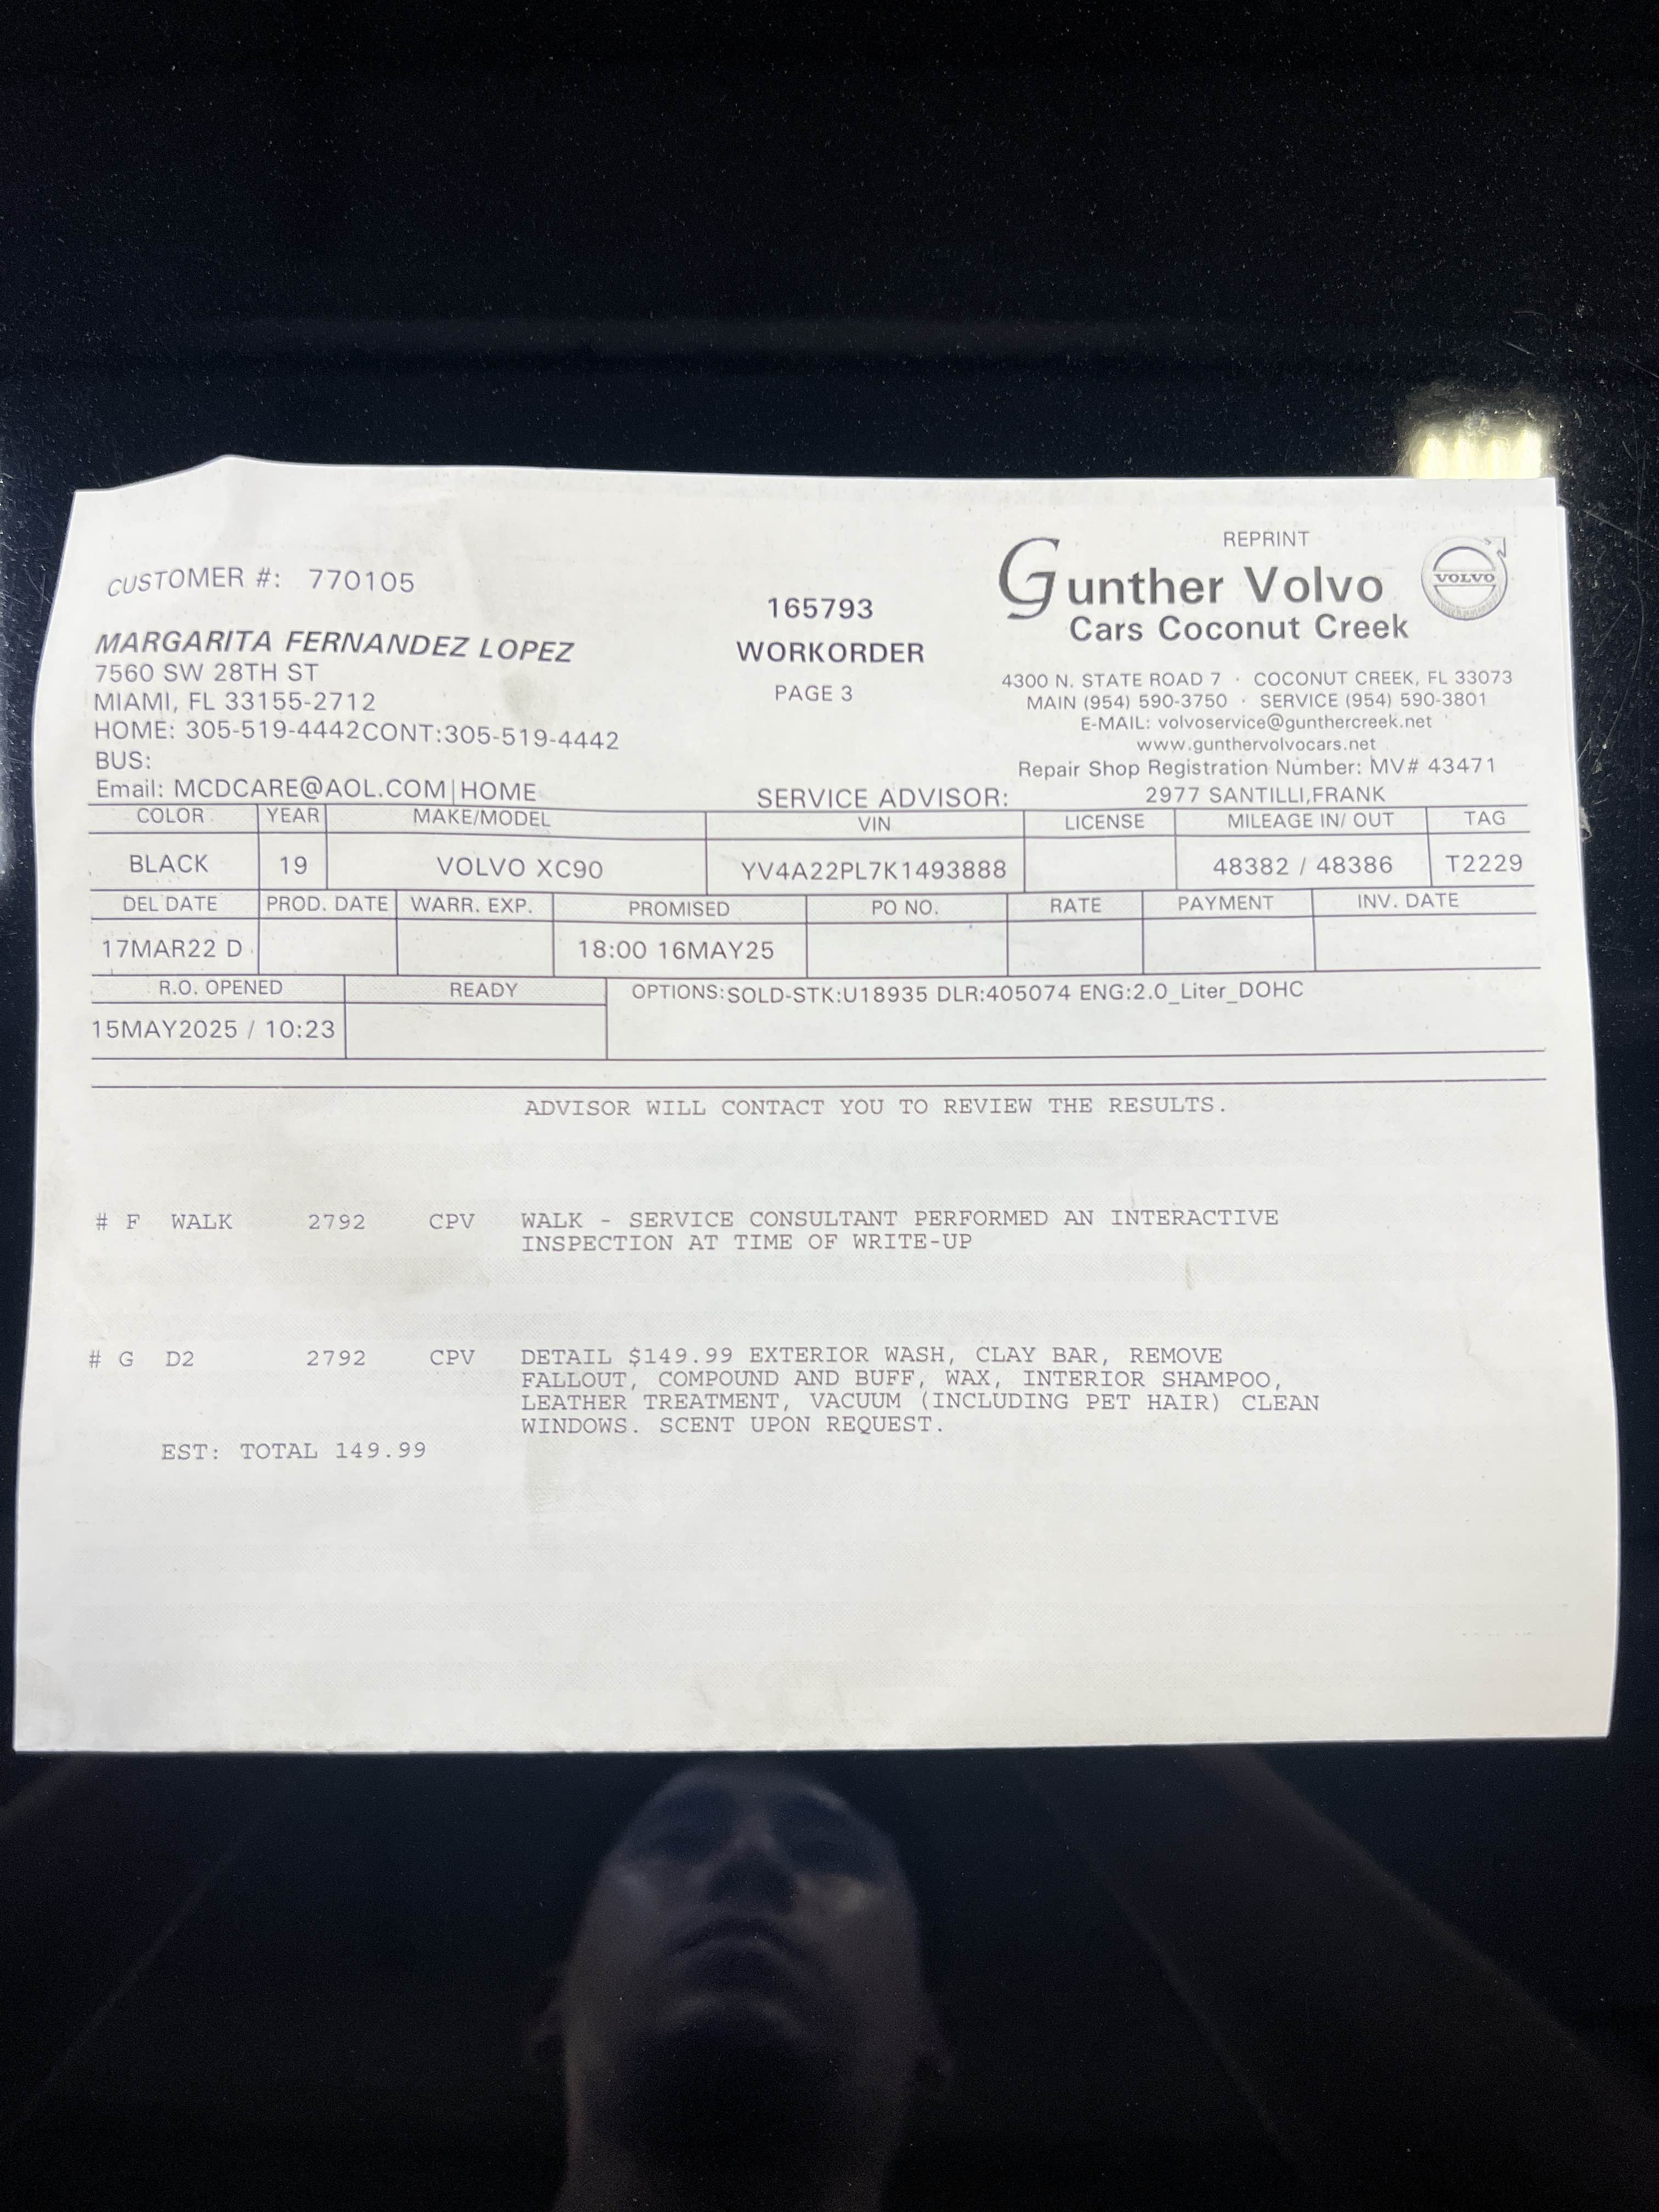 REPRINT
CUSTOMER #: 770105
Gunther Volvo
VOLVO
Cars Coconut Creek
165793
WORKORDER
PAGE 3
MARGARITA FERNANDEZ LOPEZ
7560 SW 28TH ST
MIAMI, FL 33155-2712
HOME: 305-519-4442CONT:305-519-4442
BUS:
Email: MCDCARE@AOL.COM|HOME
4300 N. STATE ROAD 7 · COCONUT CREEK, FL 33073
MAIN (954) 590-3750 · SERVICE (954) 590-3801
E-MAIL: volvoservice@gunthercreek.net
www.gunthervolvocars.net
Repair Shop Registration Number: MV# 43471
SERVICE ADVISOR: 2977 SANTILLI,FRANK
COLOR YEAR MAKE/MODEL VIN LICENSE MILEAGE IN/ OUT TAG
BLACK 19 VOLVO XC90 YV4A22PL7K1493888 48382 / 48386 T2229
DEL DATE PROD. DATE WARR. EXP. PROMISED PO NO. RATE PAYMENT INV. DATE
17MAR22 D 18:00 16MAY25
R.O. OPENED READY OPTIONS:SOLD-STK:U18935 DLR:405074 ENG:2.0_Liter_DOHC
15MAY2025 / 10:23
ADVISOR WILL CONTACT YOU TO REVIEW THE RESULTS.
# F WALK 2792 CPV WALK - SERVICE CONSULTANT PERFORMED AN INTERACTIVE
INSPECTION AT TIME OF WRITE-UP
# G D2 2792 CPV DETAIL $149.99 EXTERIOR WASH, CLAY BAR, REMOVE
FALLOUT, COMPOUND AND BUFF, WAX, INTERIOR SHAMPOO,
LEATHER TREATMENT, VACUUM (INCLUDING PET HAIR) CLEAN
WINDOWS. SCENT UPON REQUEST.
EST: TOTAL 149.99